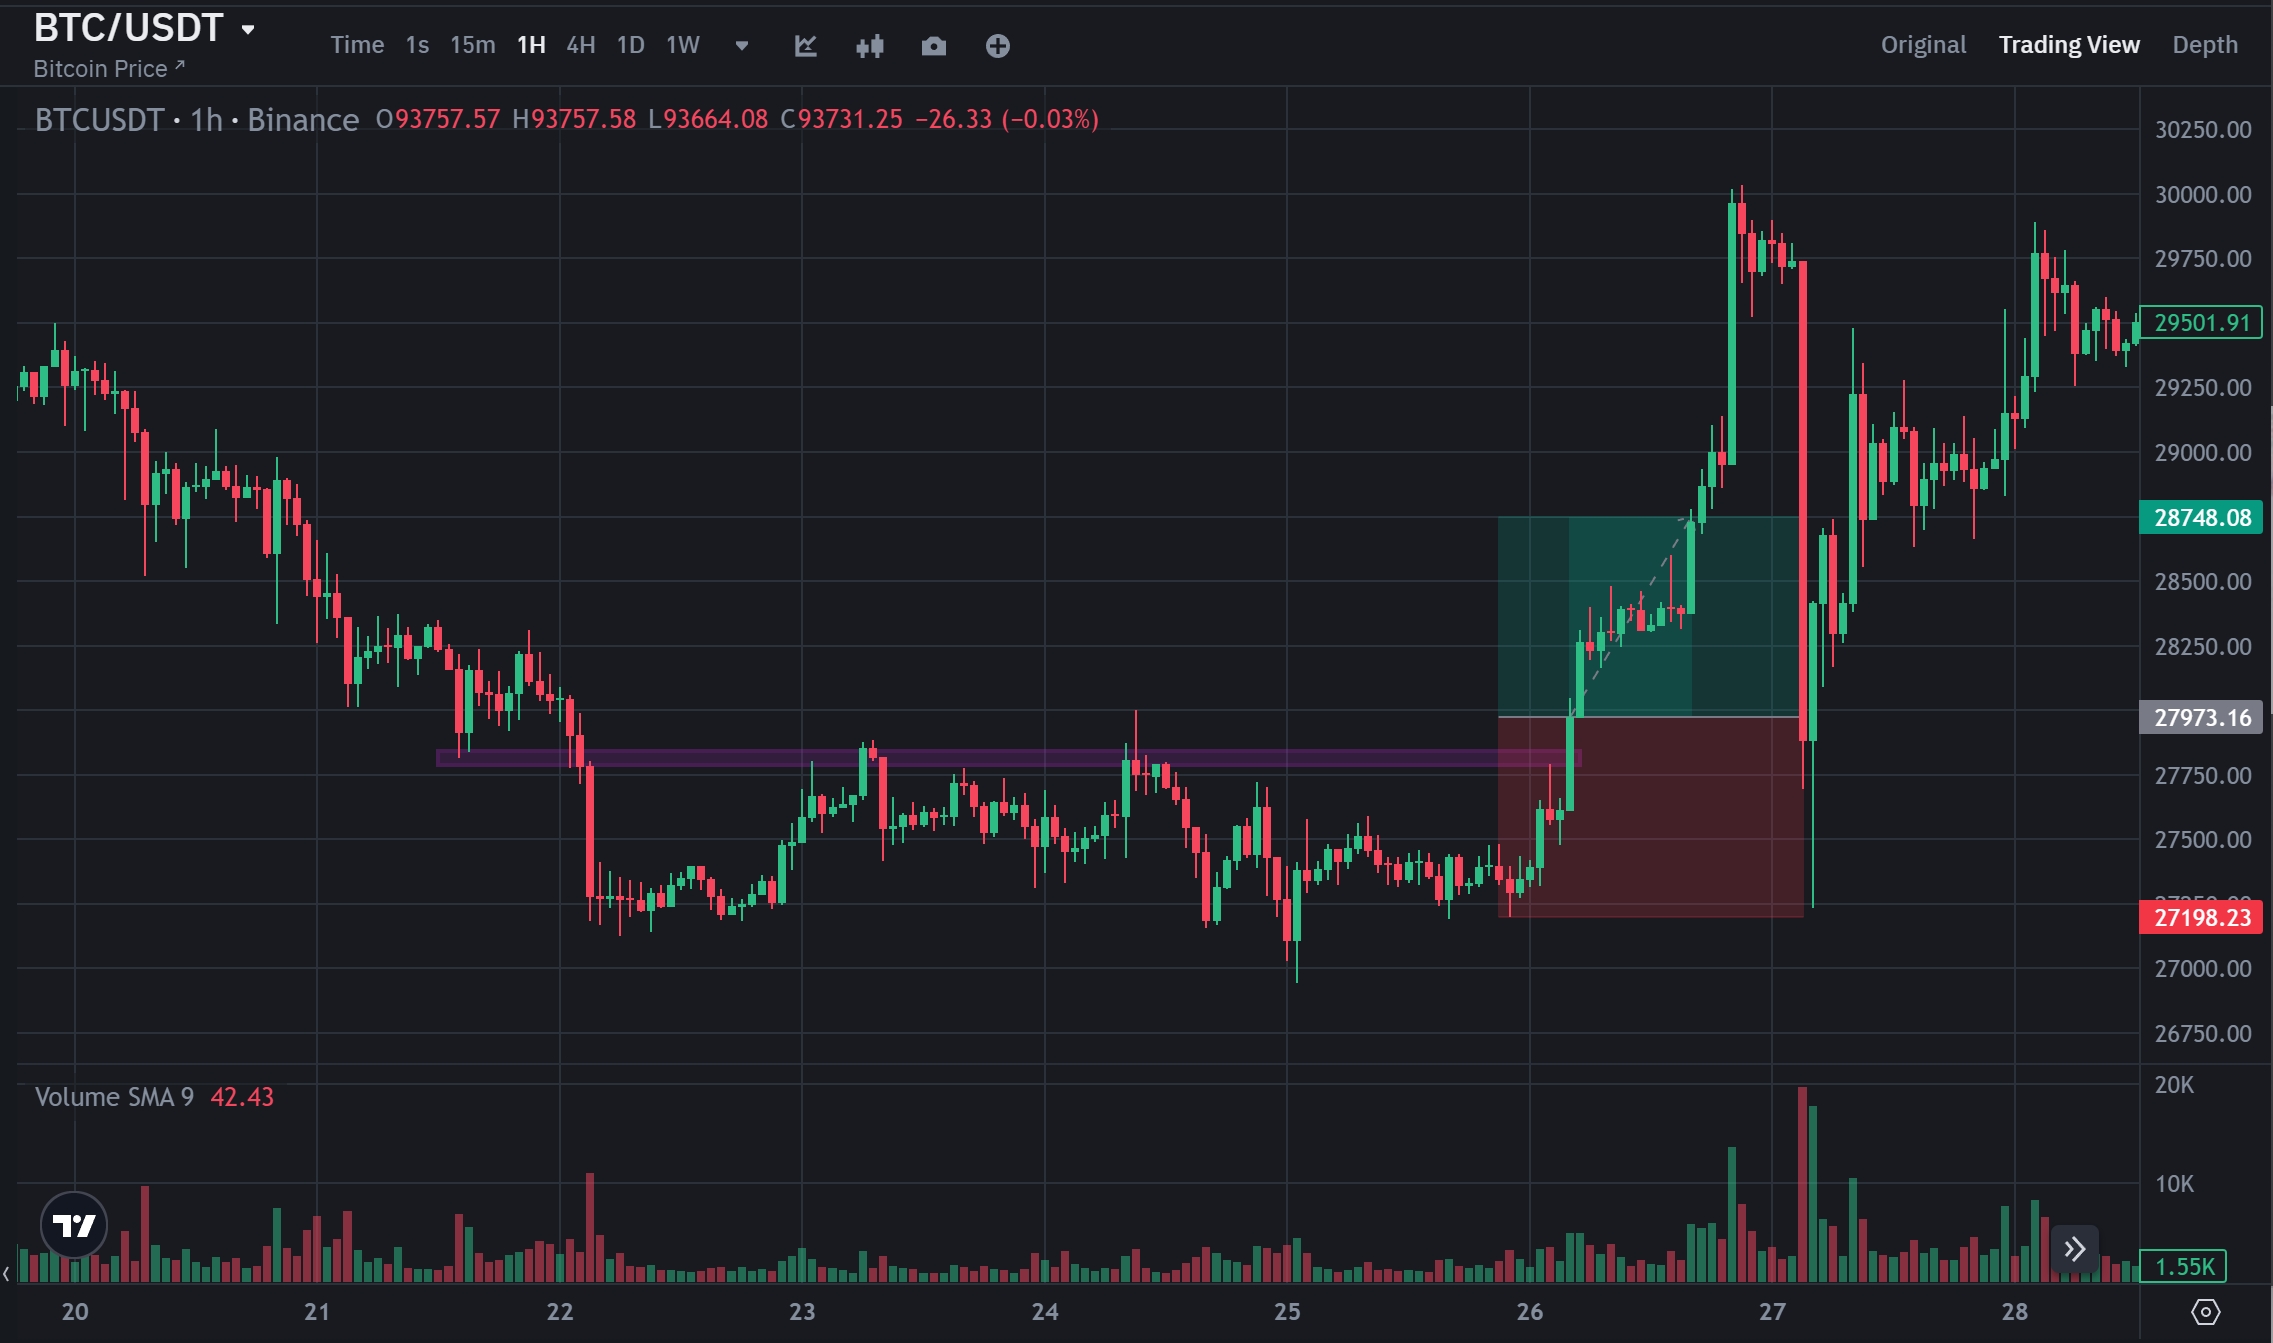 BTC/USDT
Bitcoin Price
Time 1s 15m 1H 4H 1D 1W
Original Trading View Depth
BTCUSDT · 1h · Binance O93757.57 H93757.58 L93664.08 C93731.25 −26.33 (−0.03%)
30250.00
30000.00
29750.00
29501.91
29250.00
29000.00
28748.08
28500.00
28250.00
27973.16
27750.00
27500.00
27198.23
27000.00
26750.00
Volume SMA 9 42.43
20K
10K
1.55K
20 21 22 23 24 25 26 27 28